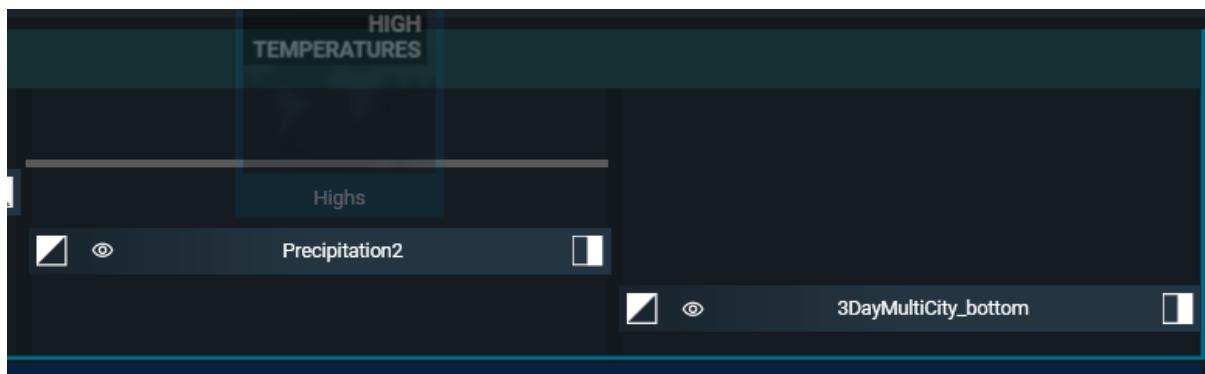 HIGH
TEMPERATURES
Highs
Precipitation2
3DayMultiCity_bottom